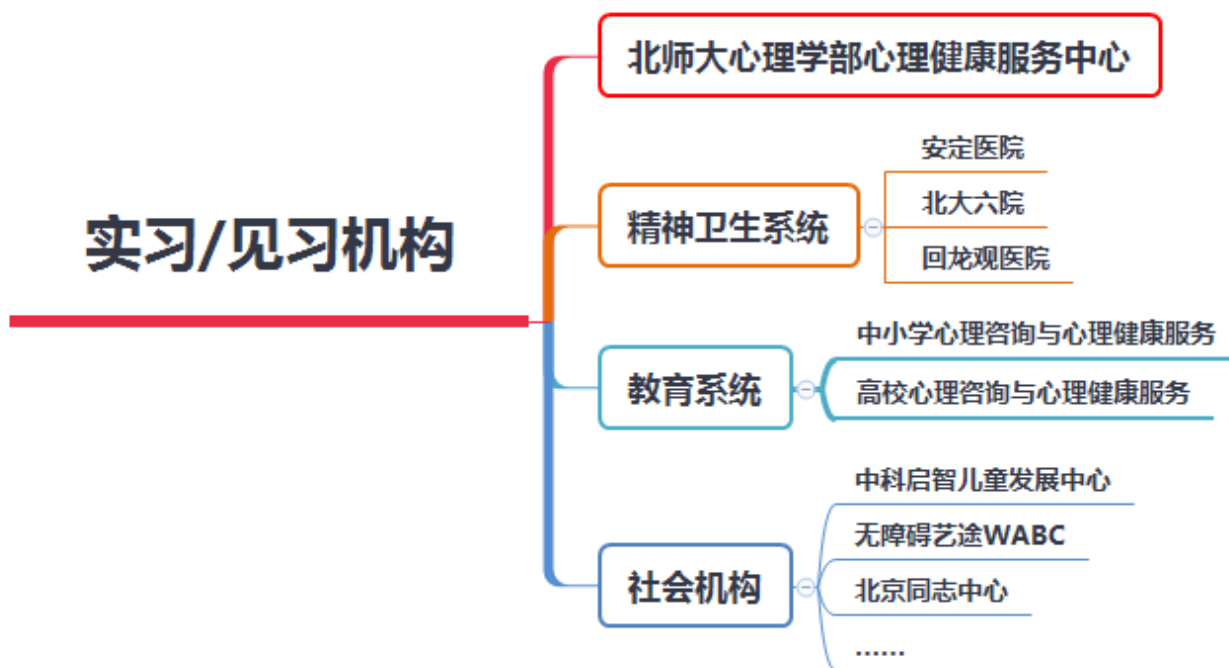 实习/见习机构
北师大心理学部心理健康服务中心
精神卫生系统
安定医院
北大六院
回龙观医院
教育系统
中小学心理咨询与心理健康服务
高校心理咨询与心理健康服务
社会机构
中科启智儿童发展中心
无障碍艺途WABC
北京同志中心
......